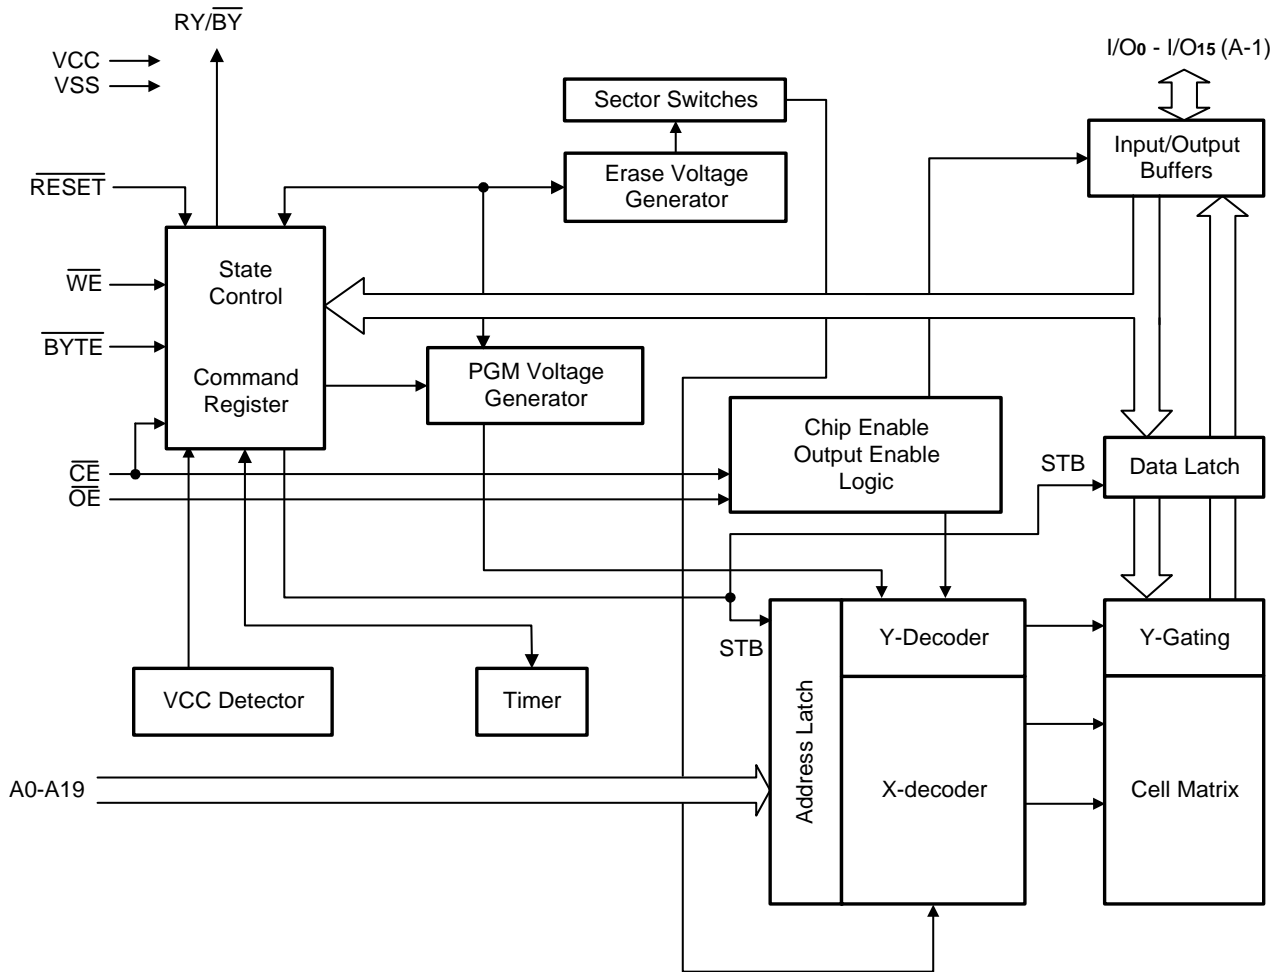 RY/BY
VCC
VSS
I/O0 - I/O15 (A-1)
Sector Switches
Input/Output
Buffers
Erase Voltage
Generator
RESET
State
Control
WE
BYTE
Command
Register
PGM Voltage
Generator
Chip Enable
Output Enable
Logic
CE
OE
STB
Data Latch
STB
Y-Decoder
Y-Gating
VCC Detector
Timer
Address Latch
A0-A19
X-decoder
Cell Matrix